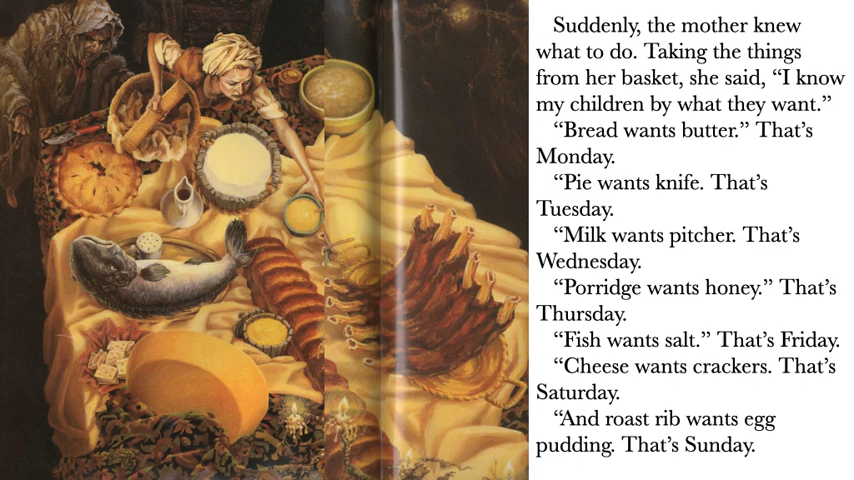 Suddenly, the mother knew
what to do. Taking the things
from her basket, she said, “I know
my children by what they want.”
“Bread wants butter.” That’s
Monday.
“Pie wants knife. That’s
Tuesday.
“Milk wants pitcher. That’s
Wednesday.
“Porridge wants honey.” That’s
Thursday.
“Fish wants salt.” That’s Friday.
“Cheese wants crackers. That’s
Saturday.
“And roast rib wants egg
pudding. That’s Sunday.